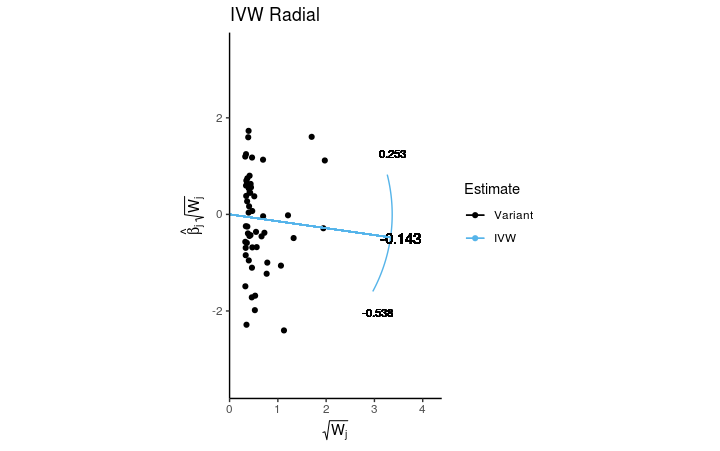 IVW Radial
2
0
-2
β̂j√Wj
0.253
-0.143
-0.538
0 1 2 3 4
√Wj
Estimate
Variant
IVW